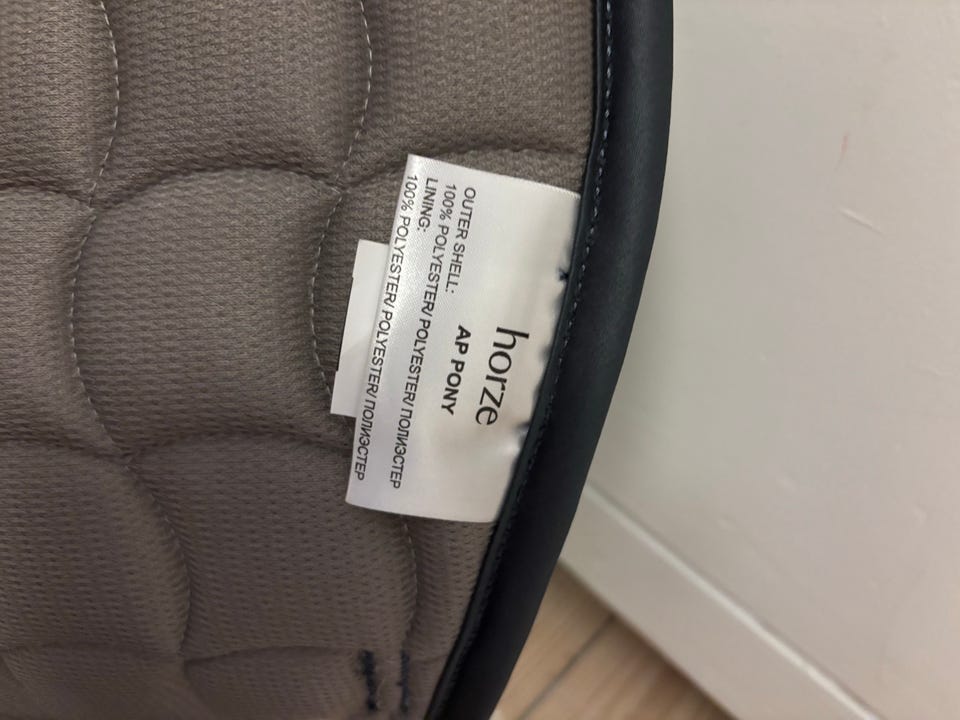 horze
AP PONY
OUTER SHELL:
100% POLYESTER/ POLYESTER/ ПОЛИЭСТЕР
LINING:
100% POLYESTER/ POLYESTER/ ПОЛИЭСТЕР